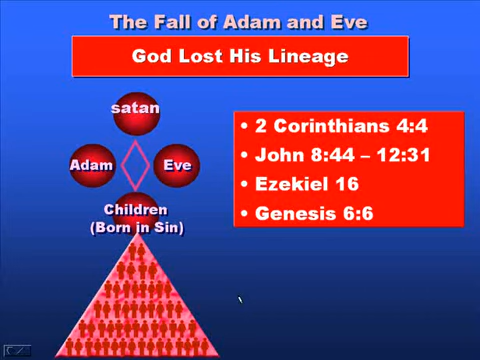 The Fall of Adam and Eve
God Lost His Lineage
satan
Adam
Eve
Children
(Born in Sin)
• 2 Corinthians 4:4
• John 8:44 – 12:31
• Ezekiel 16
• Genesis 6:6